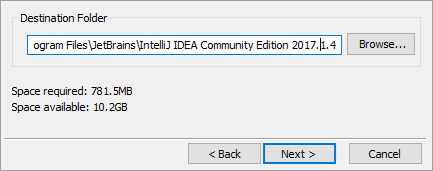 Destination Folder
ogram Files\JetBrains\IntelliJ IDEA Community Edition 2017.1.4
Browse...
Space required: 781.5MB
Space available: 10.2GB
< Back
Next >
Cancel